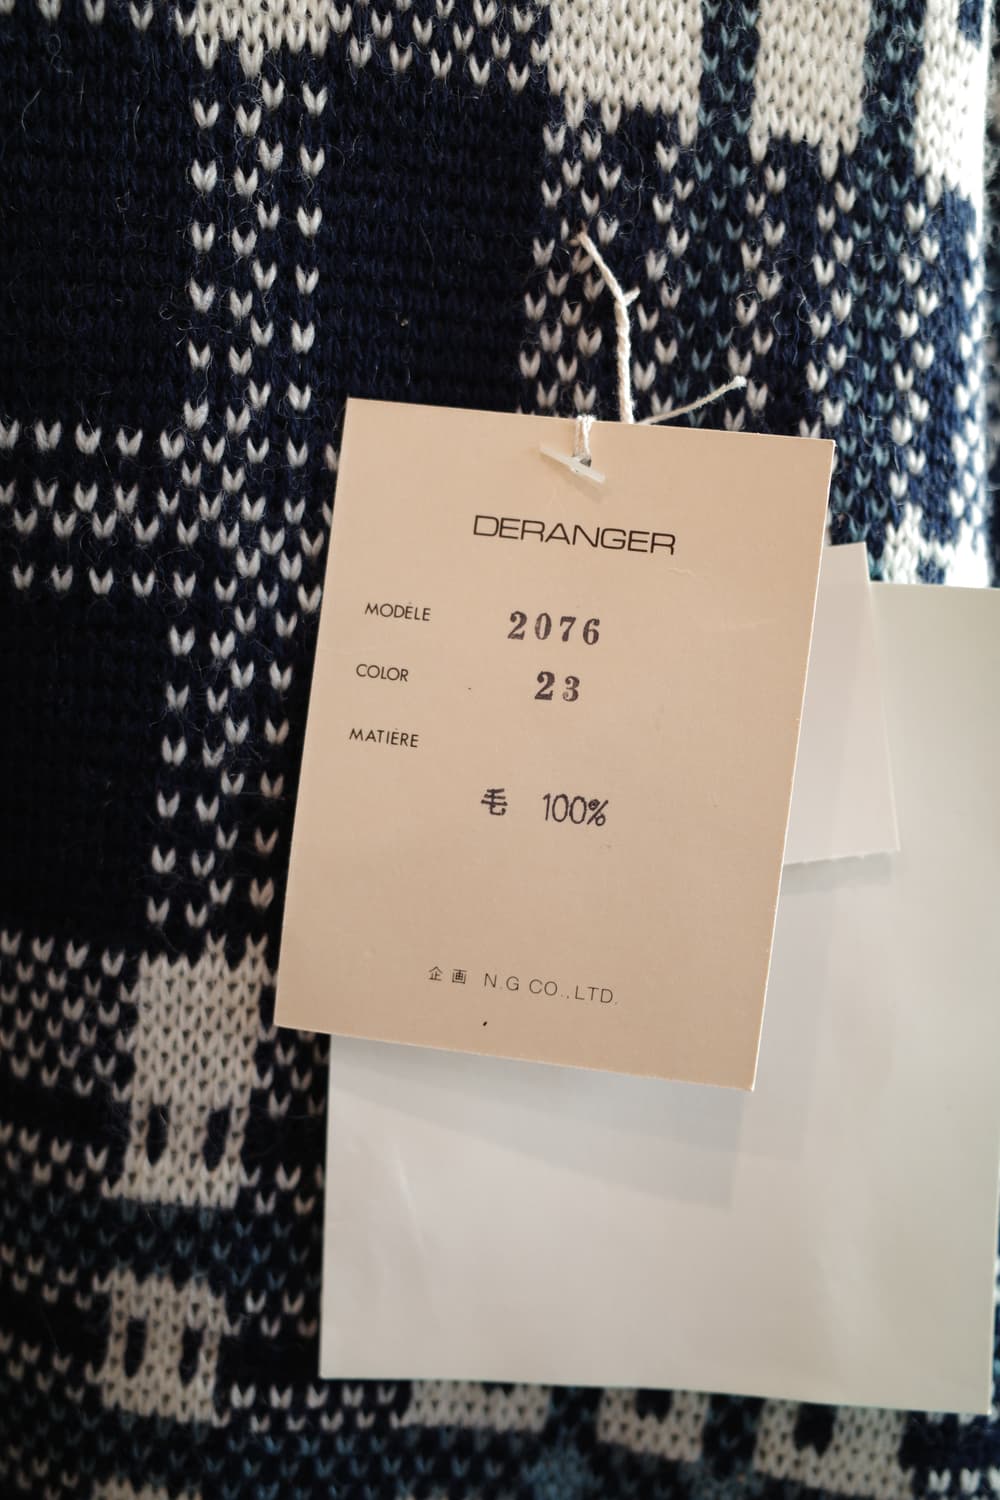 DERANGER
MODÈLE 2076
COLOR 23
MATIÈRE
毛 100%
企画 N.G CO.,LTD.